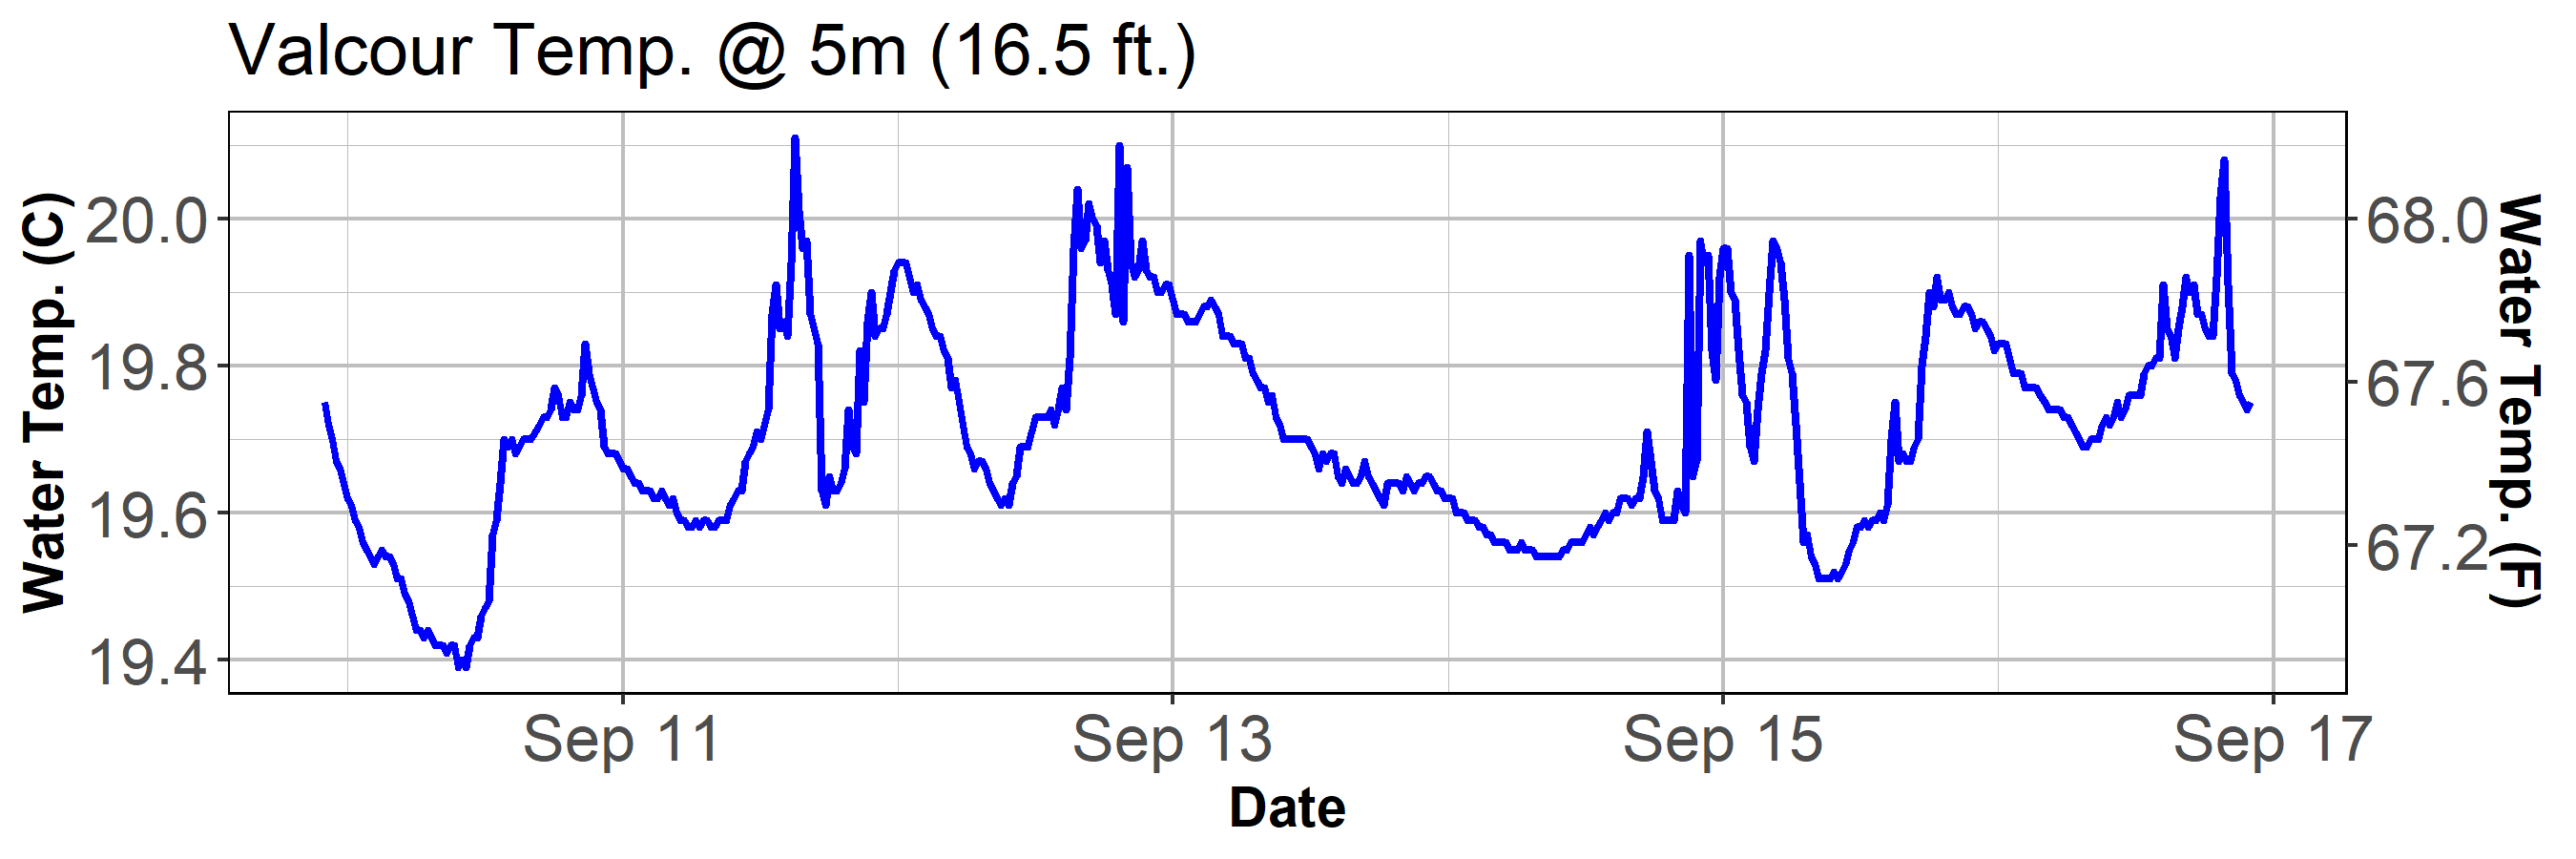 Valcour Temp. @ 5m (16.5 ft.)
Water Temp. (C)
20.0
19.8
19.6
19.4
68.0
67.6
67.2
Water Temp. (F)
Sep 11
Sep 13
Sep 15
Sep 17
Date